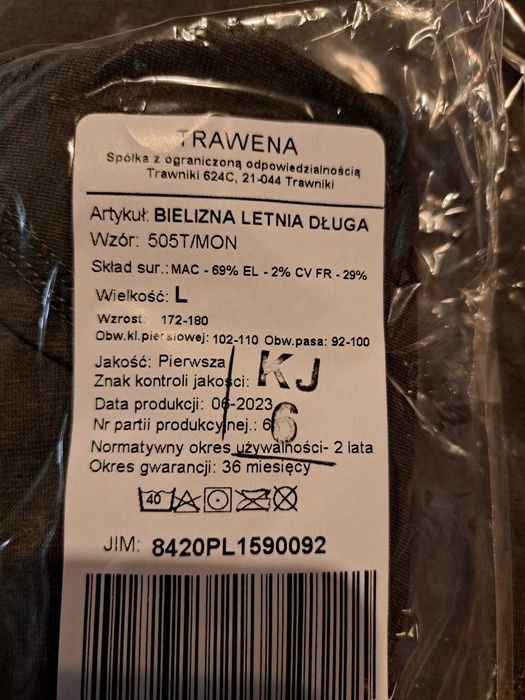 TRAWENA
Spółka z ograniczoną odpowiedzialnością
Trawniki 624C, 21-044 Trawniki
Artykuł: BIELIZNA LETNIA DŁUGA
Wzór: 505T/MON
Skład sur.: MAC - 69% EL - 2% CV FR - 29%
Wielkość: L
Wzrost: 172-180
Obw.kl.piersiowej: 102-110 Obw.pasa: 92-100
Jakość: Pierwsza
Znak kontroli jakości: KJ
Data produkcji: 06-2023
Nr partii produkcyjnej.: 6
6
Normatywny okres używalności- 2 lata
Okres gwarancji: 36 miesięcy
40
JIM: 8420PL1590092